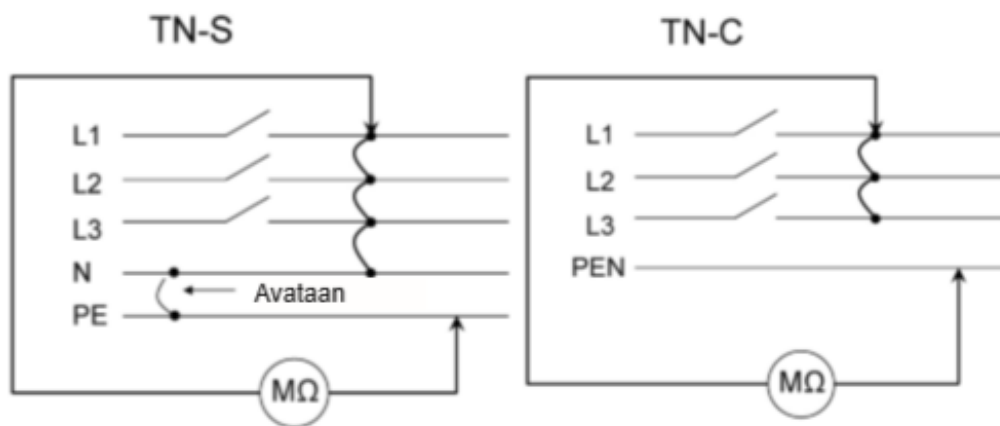 TN-S
L1
L2
L3
N
Avataan
PE
MΩ
TN-C
L1
L2
L3
PEN
MΩ